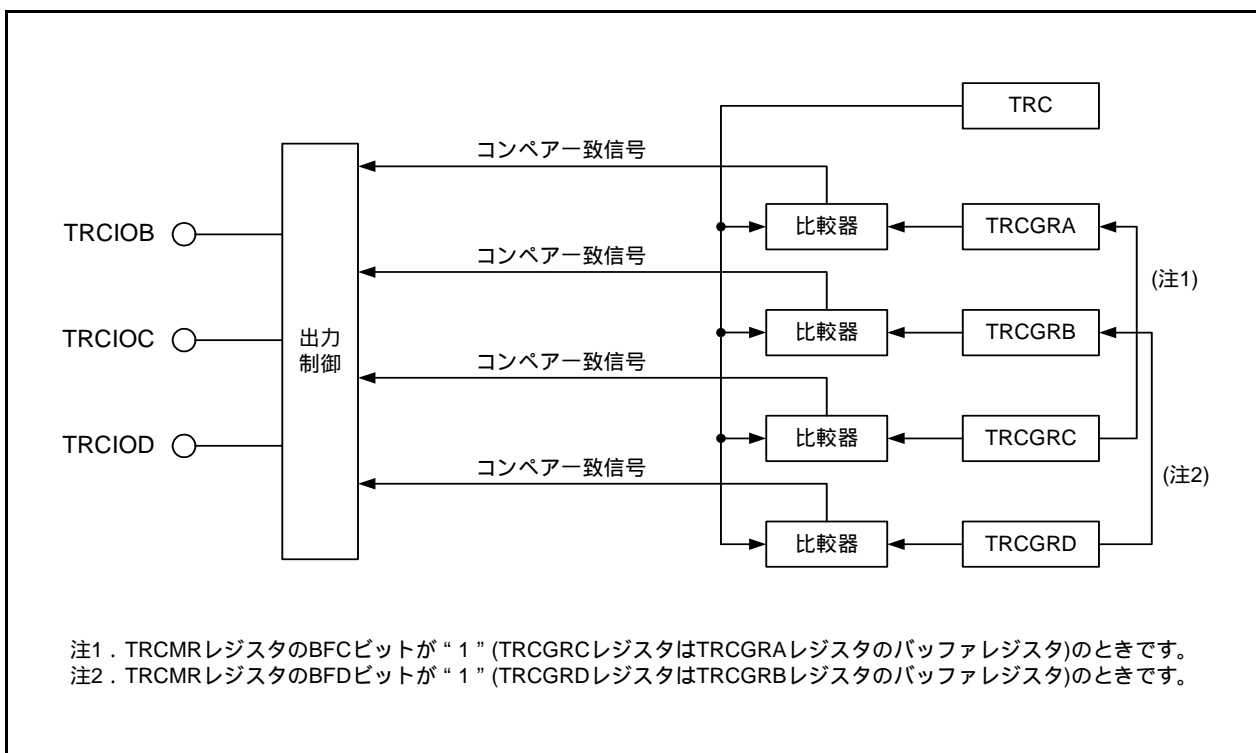 TRC
コンペア一致信号
比較器
TRCGRA
TRCIOB
(注1)
コンペア一致信号
比較器
TRCGRB
TRCIOC
出力
制御
コンペア一致信号
比較器
TRCGRC
TRCIOD
(注2)
コンペア一致信号
比較器
TRCGRD
注1．TRCMRレジスタのBFCビットが“1”(TRCGRCレジスタはTRCGRAレジスタのバッファレジスタ)のときです。
注2．TRCMRレジスタのBFDビットが“1”(TRCGRDレジスタはTRCGRBレジスタのバッファレジスタ)のときです。